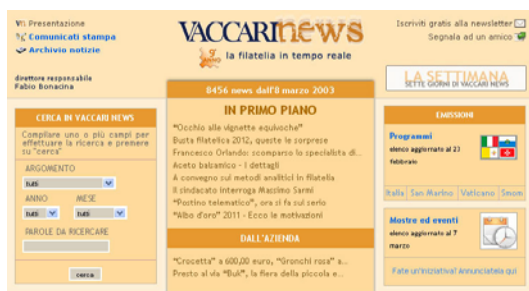 Vn Presentazione
Comunicati stampa
Archivio notizie
direttore responsabile
Fabio Bonacina
VACCARI news
la filatelia in tempo reale
Iscriviti gratis alla newsletter
Segnala ad un amico
8456 news dall'8 marzo 2003
LA SETTIMANA
SETTE GIORNI DI VACCARI NEWS
CERCA IN VACCARI NEWS
Compilare uno o più campi per
effettuare la ricerca e premere
su "cerca"
ARGOMENTO
tutti
ANNO MESE
tutti tutti
PAROLE DA RICERCARE
cerca
IN PRIMO PIANO
"Occhio alle vignette equivoche"
Busta filatelica 2012, queste le sorprese
Francesco Orlando: scomparso lo specialista di...
Aceto balsamico - I dettagli
A convegno sui metodi analitici in filatelia
Il sindacato interroga Massimo Sarmi
"Postino telematico", ora si fa sul serio
"Albo d'oro" 2011 - Ecco le motivazioni
DALL'AZIENDA
"Crocetta" a 600,00 euro, "Gronchi rosa" a...
Presto al via "Buk", la fiera della piccola e...
EMISSIONI
Programmi
elenco aggiornato al 23
febbraio
Italia San Marino Vaticano Smom
Mostre ed eventi
elenco aggiornato al 7
marzo
Fate un'iniziativa? Annunciatela qui